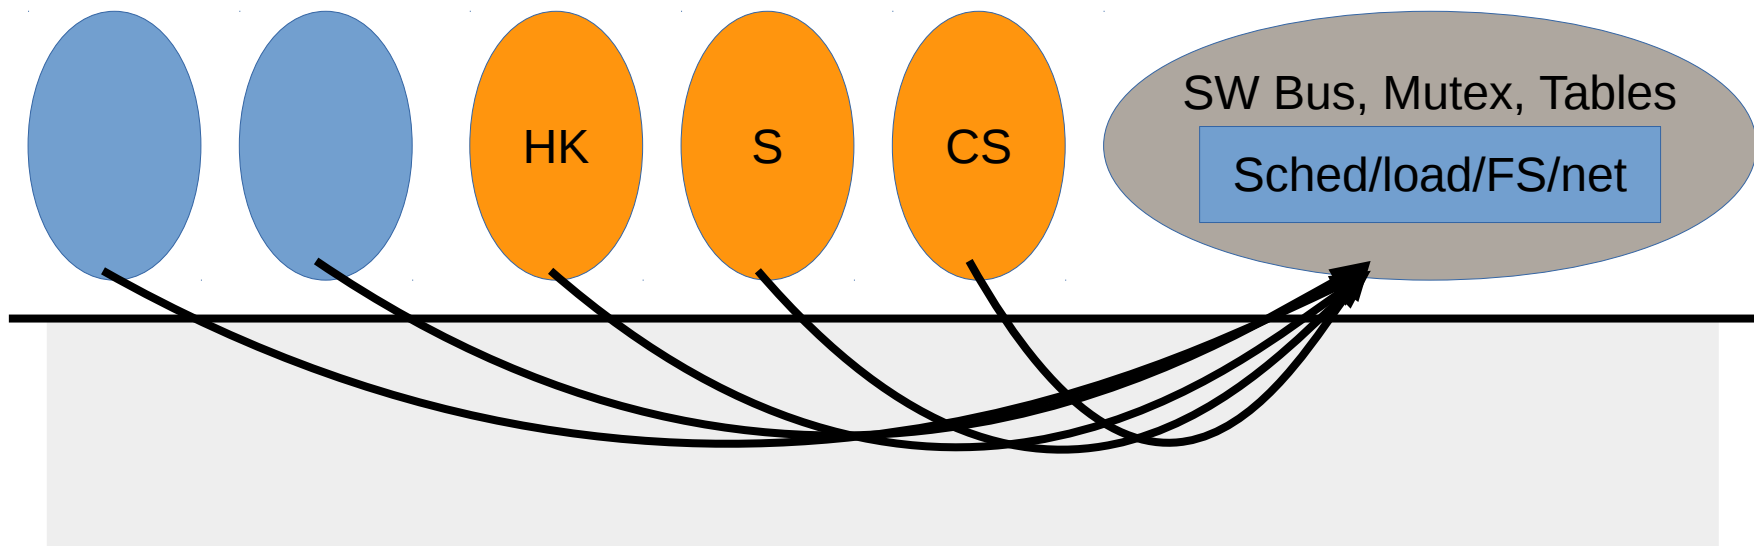 HK
S
CS
SW Bus, Mutex, Tables
Sched/load/FS/net